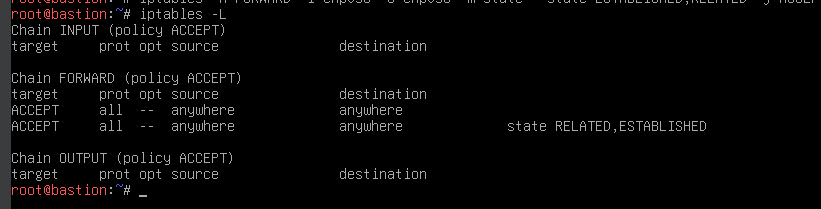 root@bastion:~# iptables -L
Chain INPUT (policy ACCEPT)
target     prot opt source               destination
Chain FORWARD (policy ACCEPT)
target     prot opt source               destination
ACCEPT     all  --  anywhere             anywhere
ACCEPT     all  --  anywhere             anywhere             state RELATED,ESTABLISHED
Chain OUTPUT (policy ACCEPT)
target     prot opt source               destination
root@bastion:~# _